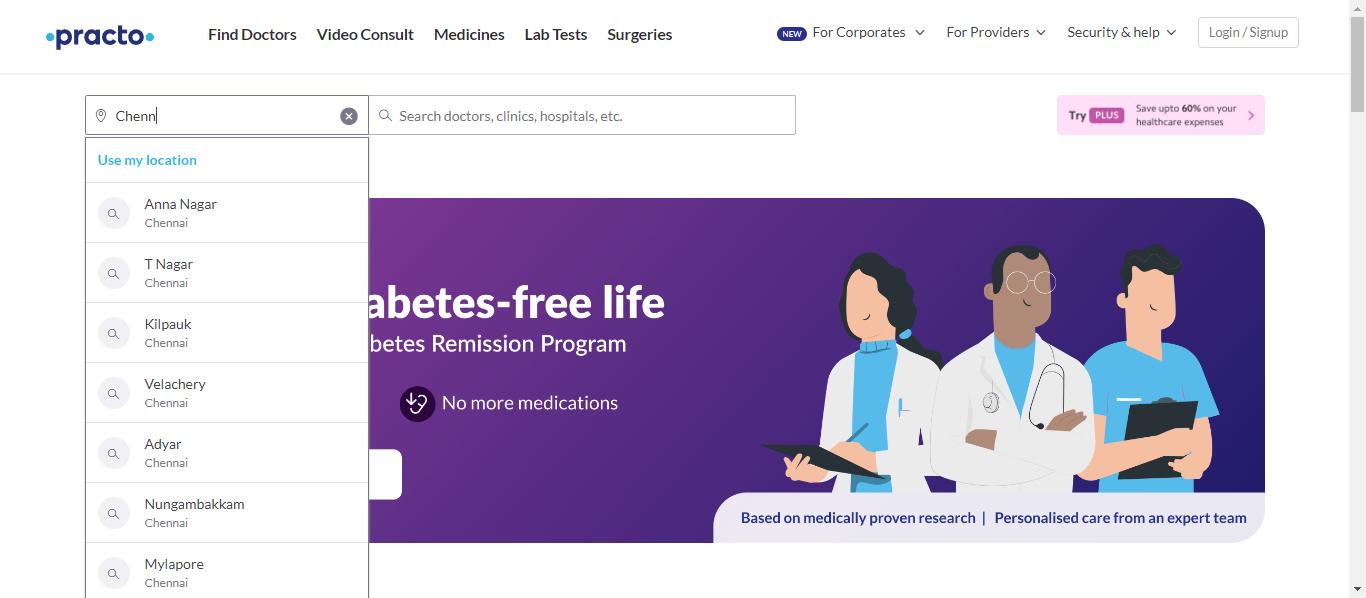 practo
Find Doctors
Video Consult
Medicines
Lab Tests
Surgeries
NEW For Corporates
For Providers
Security & help
Login / Signup
Chenn
Search doctors, clinics, hospitals, etc.
Try PLUS
Save upto 60% on your
healthcare expenses
Use my location
Anna Nagar
Chennai
T Nagar
Chennai
Kilpauk
Chennai
Velachery
Chennai
Adyar
Chennai
Nungambakkam
Chennai
Mylapore
Chennai
abetes-free life
betes Remission Program
No more medications
Based on medically proven research | Personalised care from an expert team